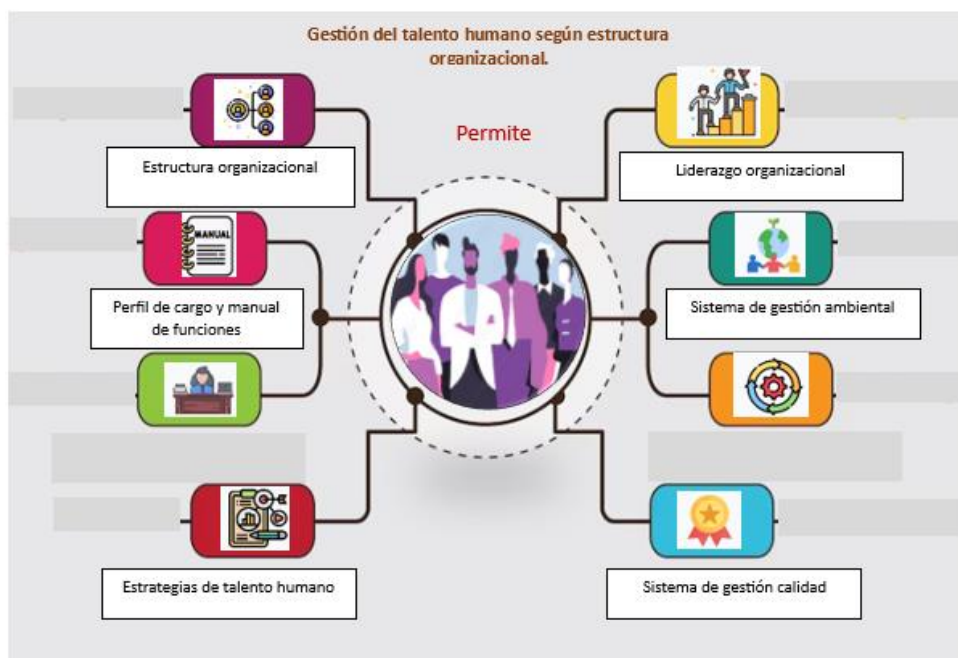 Gestión del talento humano según estructura
organizacional.
Permite
Estructura organizacional
Liderazgo organizacional
MANUAL
Perfil de cargo y manual
de funciones
Sistema de gestión ambiental
Estrategias de talento humano
Sistema de gestión calidad